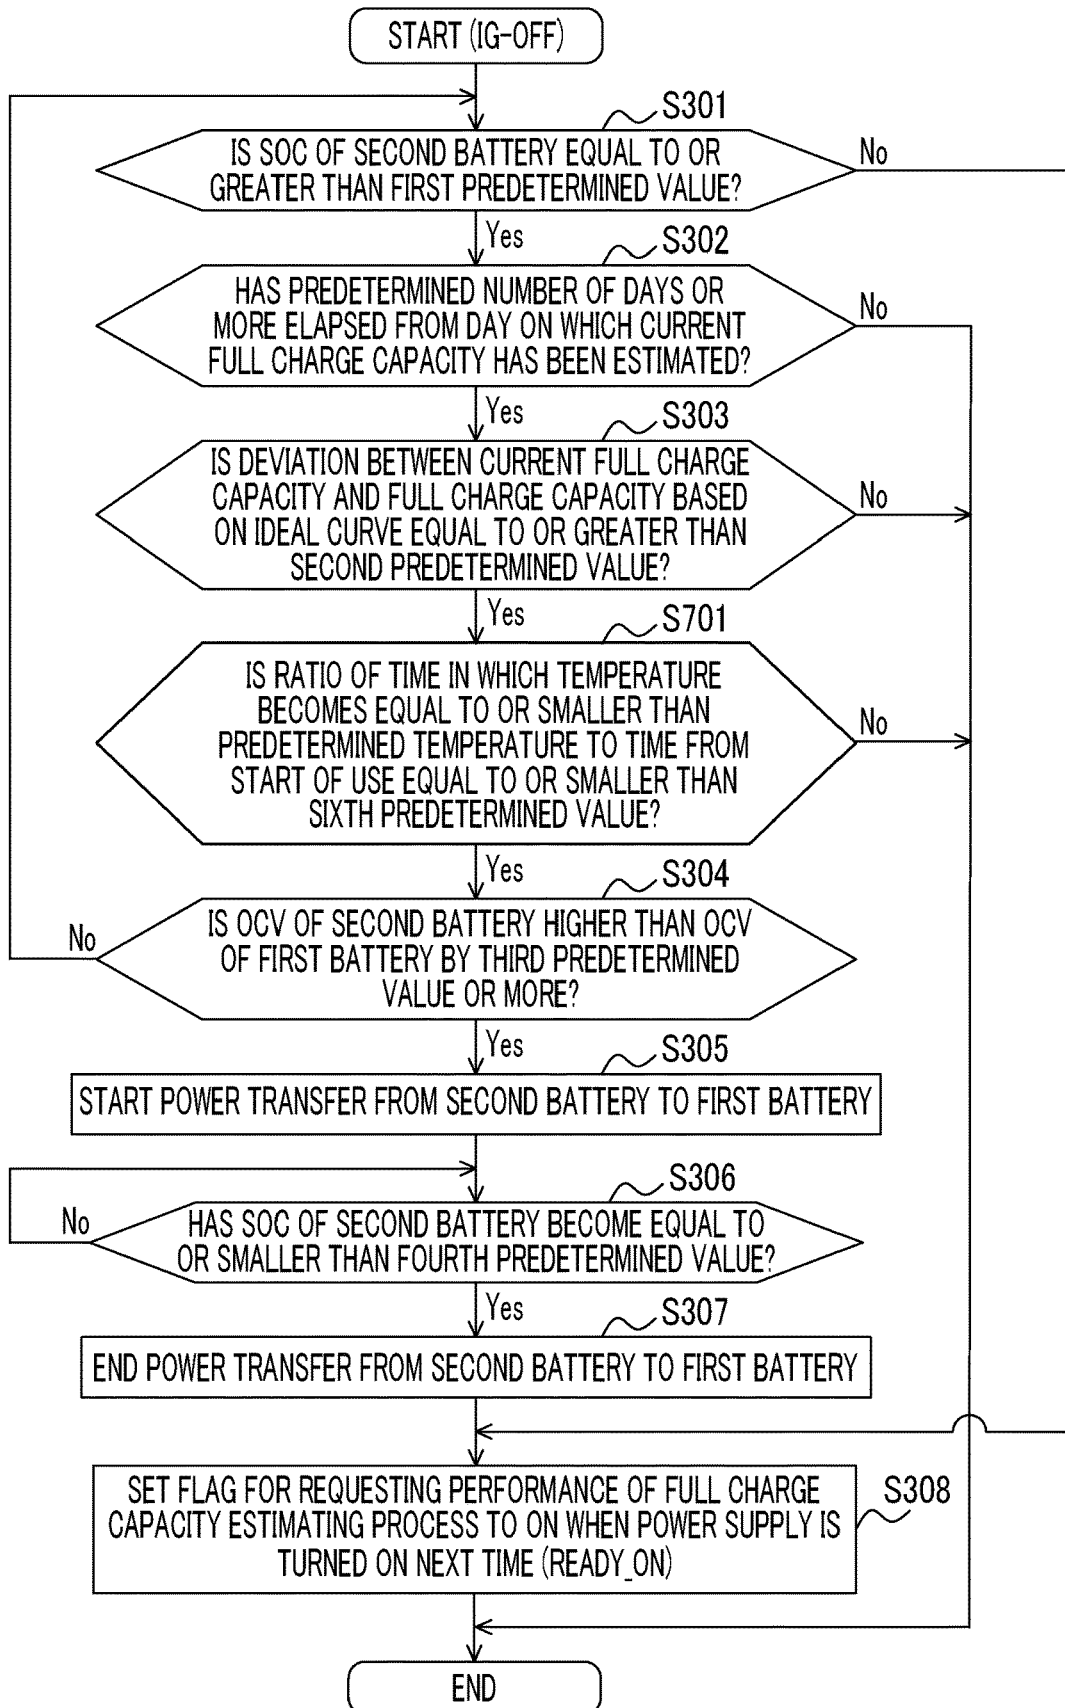 START (IG-OFF)
S301
IS SOC OF SECOND BATTERY EQUAL TO OR
GREATER THAN FIRST PREDETERMINED VALUE?
No
Yes
S302
HAS PREDETERMINED NUMBER OF DAYS OR
MORE ELAPSED FROM DAY ON WHICH CURRENT
FULL CHARGE CAPACITY HAS BEEN ESTIMATED?
No
Yes
S303
IS DEVIATION BETWEEN CURRENT FULL CHARGE
CAPACITY AND FULL CHARGE CAPACITY BASED
ON IDEAL CURVE EQUAL TO OR GREATER THAN
SECOND PREDETERMINED VALUE?
No
Yes
S701
IS RATIO OF TIME IN WHICH TEMPERATURE
BECOMES EQUAL TO OR SMALLER THAN
PREDETERMINED TEMPERATURE TO TIME FROM
START OF USE EQUAL TO OR SMALLER THAN
SIXTH PREDETERMINED VALUE?
No
Yes
S304
IS OCV OF SECOND BATTERY HIGHER THAN OCV
OF FIRST BATTERY BY THIRD PREDETERMINED
VALUE OR MORE?
No
Yes
S305
START POWER TRANSFER FROM SECOND BATTERY TO FIRST BATTERY
S306
HAS SOC OF SECOND BATTERY BECOME EQUAL TO
OR SMALLER THAN FOURTH PREDETERMINED VALUE?
No
Yes
S307
END POWER TRANSFER FROM SECOND BATTERY TO FIRST BATTERY
SET FLAG FOR REQUESTING PERFORMANCE OF FULL CHARGE
CAPACITY ESTIMATING PROCESS TO ON WHEN POWER SUPPLY IS
TURNED ON NEXT TIME (READY_ON)
S308
END